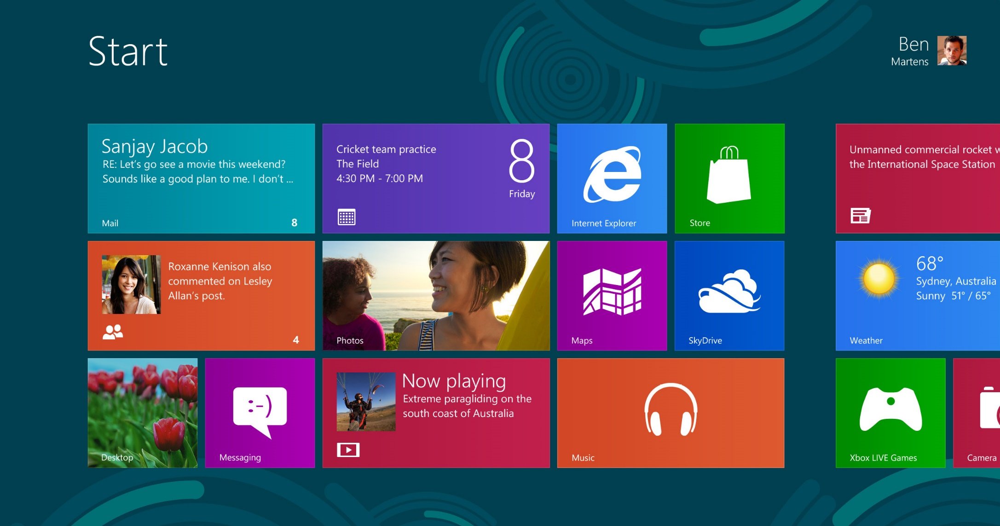 Start
Ben
Martens
Sanjay Jacob
RE: Let's go see a movie this weekend?
Sounds like a good plan to me. I don't ...
Mail
8
Cricket team practice
The Field
4:30 PM - 7:00 PM
8
Friday
Internet Explorer
Store
Unmanned commercial rocket w
the International Space Station
Roxanne Kenison also
commented on Lesley
Allan's post.
4
Photos
Maps
SkyDrive
68°
Sydney, Australia
Sunny 51° / 65°
Weather
Desktop
:-)
Messaging
Now playing
Extreme paragliding on the
south coast of Australia
Music
Xbox LIVE Games
Camera